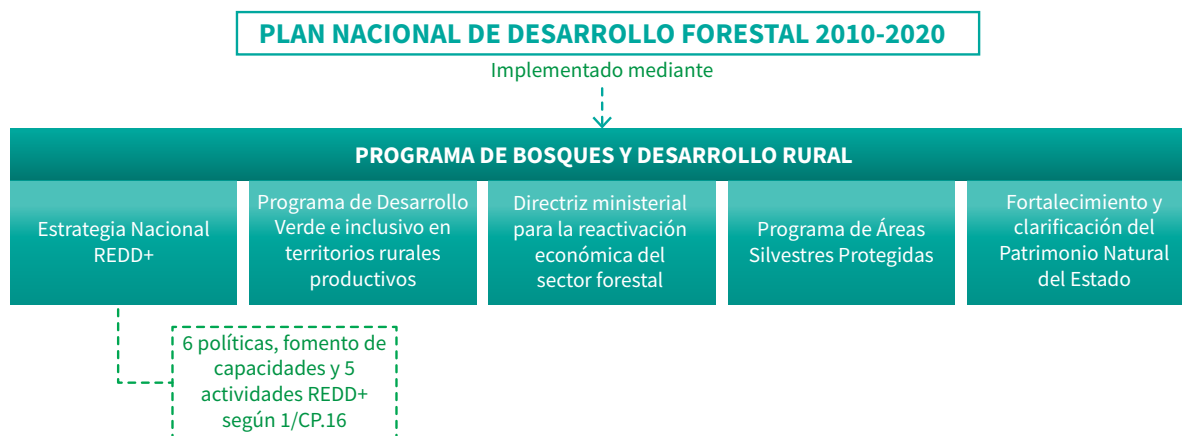 PLAN NACIONAL DE DESARROLLO FORESTAL 2010-2020
Implementado mediante
PROGRAMA DE BOSQUES Y DESARROLLO RURAL
Estrategia Nacional
REDD+
Programa de Desarrollo
Verde e inclusivo en
territorios rurales
productivos
Directriz ministerial
para la reactivación
económica del
sector forestal
Programa de Áreas
Silvestres Protegidas
Fortalecimiento y
clarificación del
Patrimonio Natural
del Estado
6 políticas, fomento de
capacidades y 5
actividades REDD+
según 1/CP.16